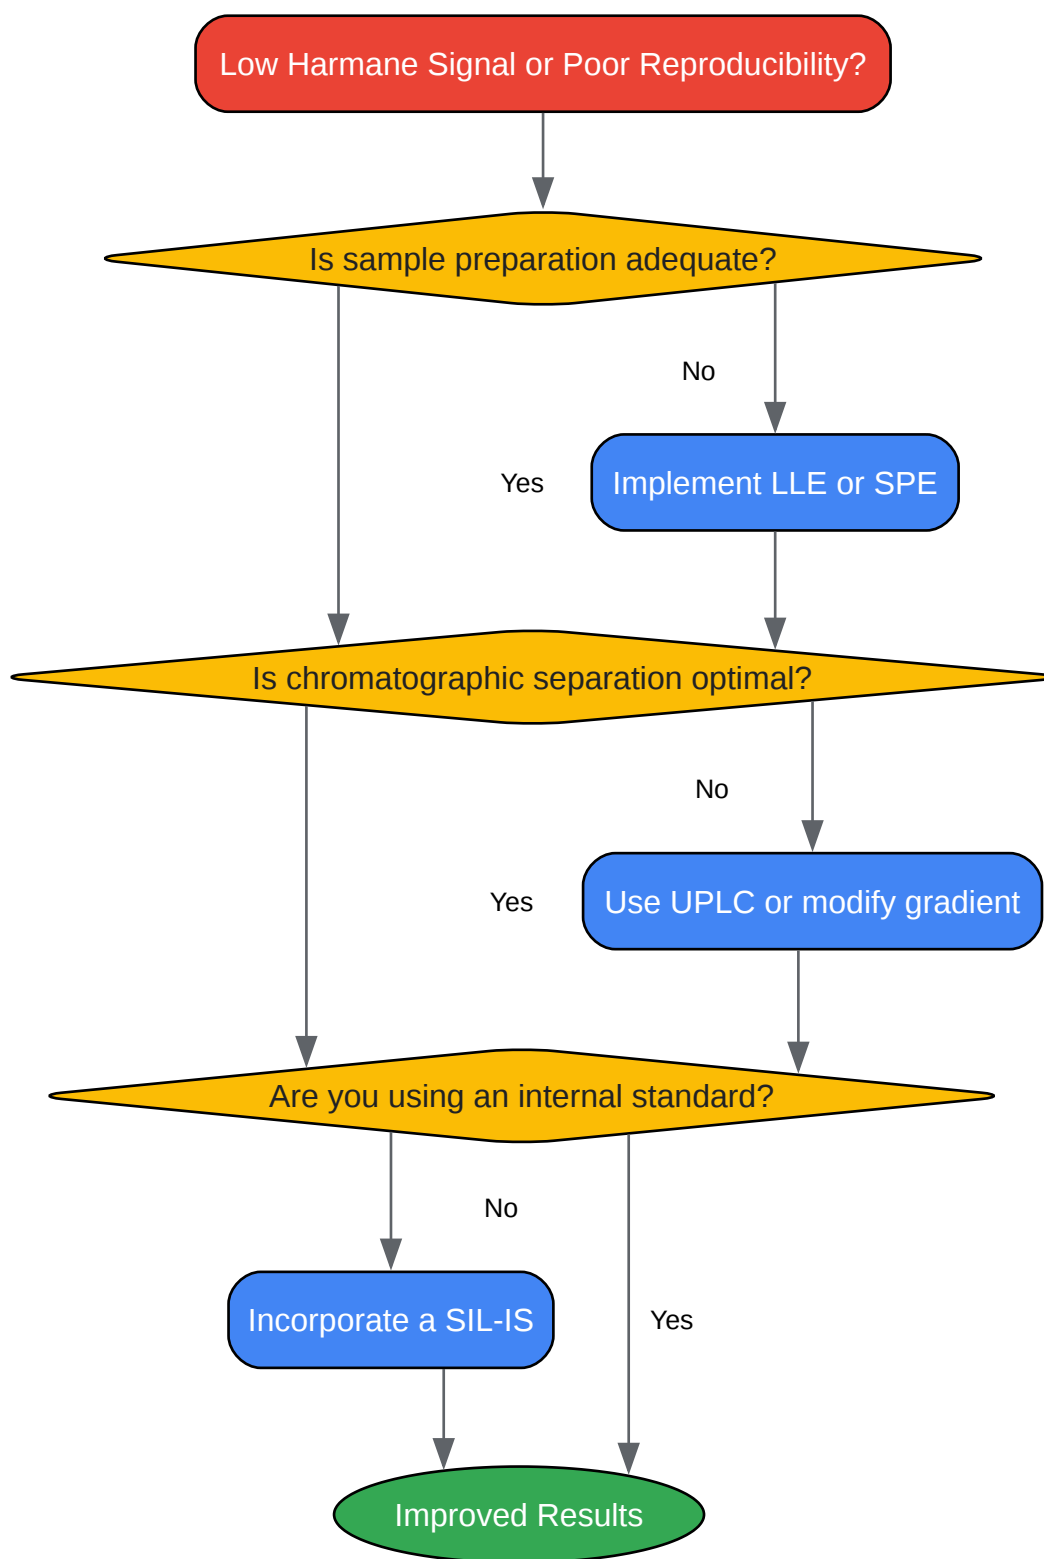 Low Harmane Signal or Poor Reproducibility?
Is sample preparation adequate?
No
Yes
Implement LLE or SPE
Is chromatographic separation optimal?
No
Yes
Use UPLC or modify gradient
Are you using an internal standard?
No
Incorporate a SIL-IS
Yes
Improved Results